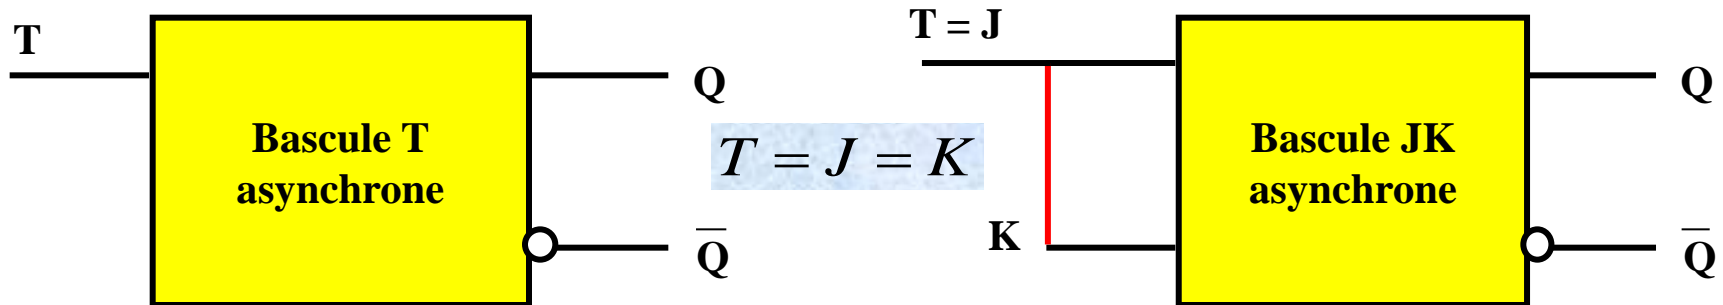 T
Bascule T
asynchrone
Q
Q̅
T = J = K
T = J
K
Bascule JK
asynchrone
Q
Q̅